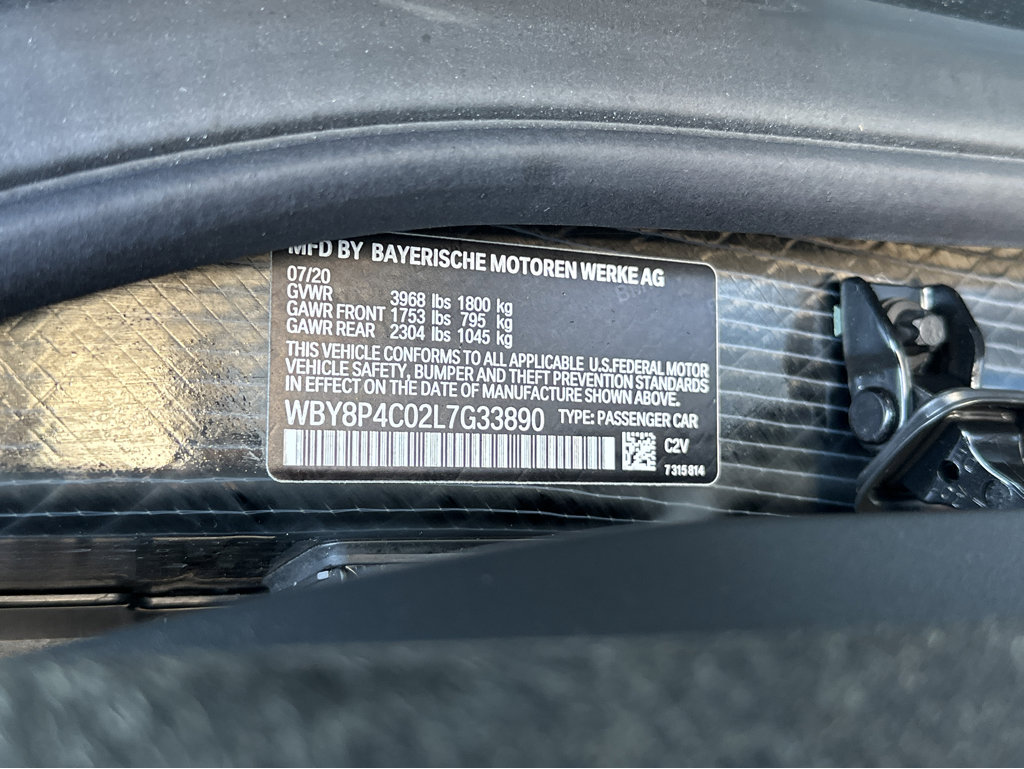 MFD BY BAYERISCHE MOTOREN WERKE AG
07/20
GVWR 3968 lbs 1800 kg
GAWR FRONT 1753 lbs 795 kg
GAWR REAR 2304 lbs 1045 kg
THIS VEHICLE CONFORMS TO ALL APPLICABLE U.S.FEDERAL MOTOR
VEHICLE SAFETY, BUMPER AND THEFT PREVENTION STANDARDS
IN EFFECT ON THE DATE OF MANUFACTURE SHOWN ABOVE.
WBY8P4C02L7G33890 TYPE: PASSENGER CAR
C2V
7315814